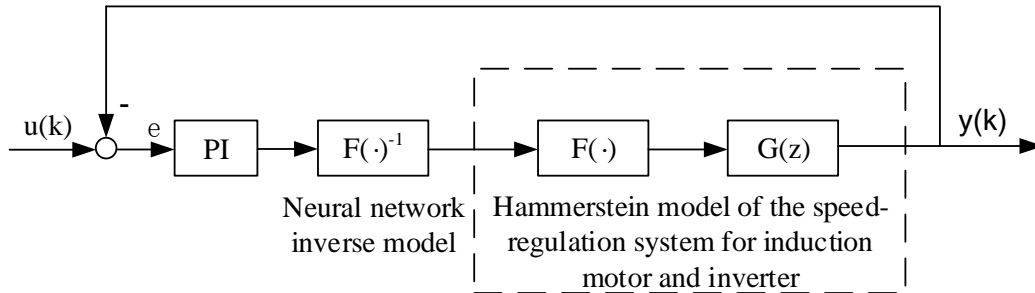 -
u(k)
e
PI
F(·)⁻¹
F(·)
G(z)
y(k)
Neural network
inverse model
Hammerstein model of the speed-
regulation system for induction
motor and inverter